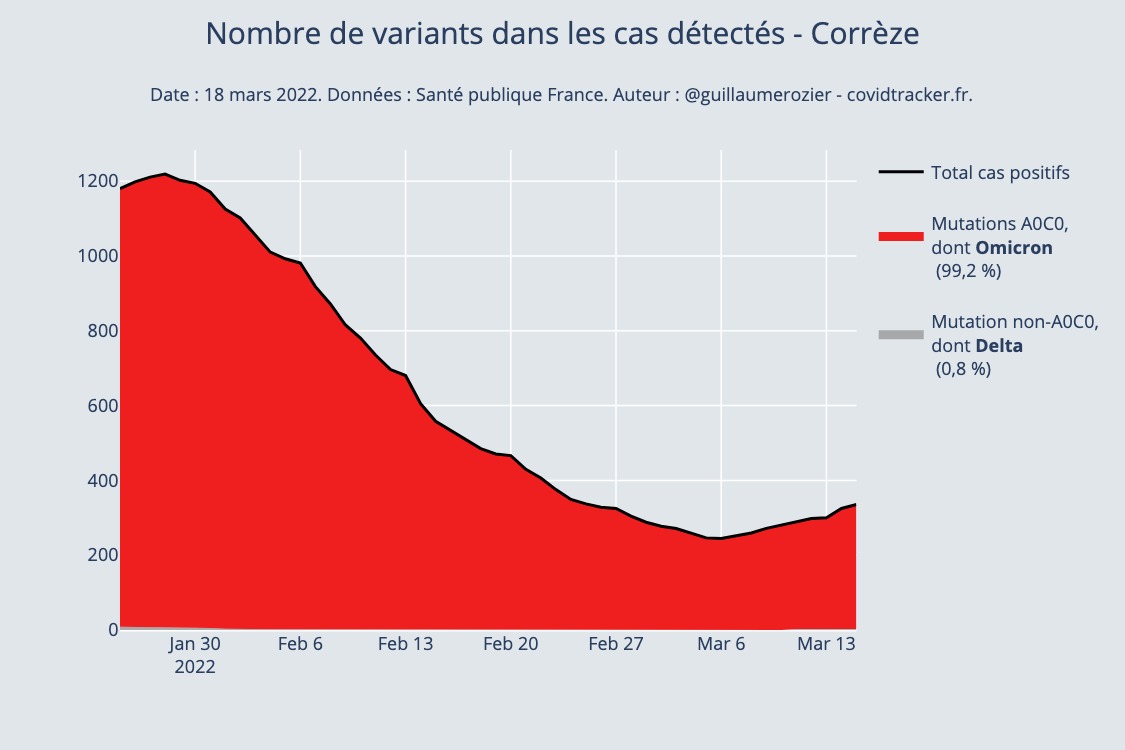 Nombre de variants dans les cas détectés - Corrèze
Date : 18 mars 2022. Données : Santé publique France. Auteur : @guillaumerozier - covidtracker.fr.
1200
1000
800
600
400
200
0
Jan 30
2022
Feb 6
Feb 13
Feb 20
Feb 27
Mar 6
Mar 13
Total cas positifs
Mutations A0C0,
dont Omicron
(99,2 %)
Mutation non-A0C0,
dont Delta
(0,8 %)